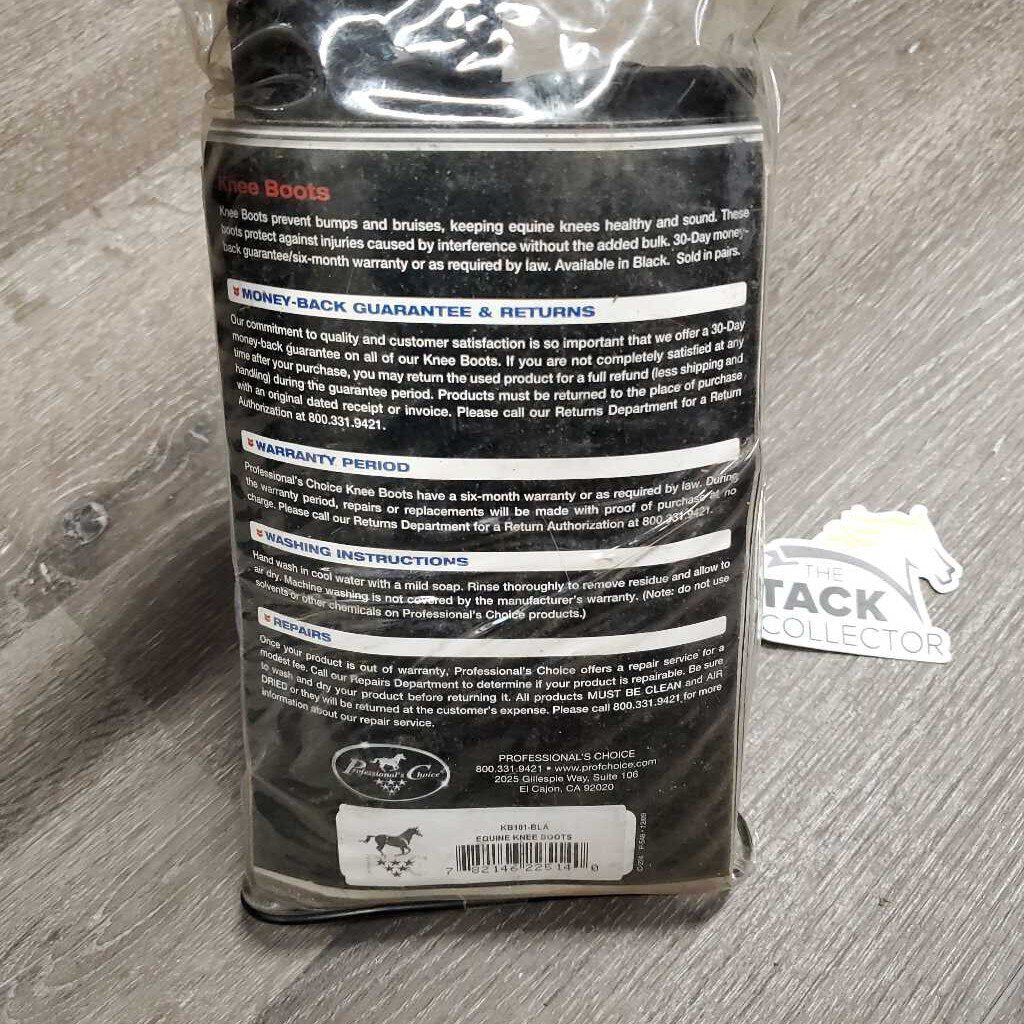 Knee Boots
Knee Boots prevent bumps and bruises, keeping equine knees healthy and sound. These
boots protect against injuries caused by interference without the added bulk. 30-Day money-
back guarantee/six-month warranty or as required by law. Available in Black. Sold in pairs.
MONEY-BACK GUARANTEE & RETURNS
Our commitment to quality and customer satisfaction is so important that we offer a 30-Day
money-back guarantee on all of our Knee Boots. If you are not completely satisfied at any
time after your purchase, you may return the used product for a full refund (less shipping and
handling) during the guarantee period. Products must be returned to the place of purchase
with an original dated receipt or invoice. Please call our Returns Department for a Return
Authorization at 800.331.9421.
WARRANTY PERIOD
Professional's Choice Knee Boots have a six-month warranty or as required by law. During
the warranty period, repairs or replacements will be made with proof of purchase at no
charge. Please call our Returns Department for a Return Authorization at 800.331.9421.
WASHING INSTRUCTIONS
Hand wash in cool water with a mild soap. Rinse thoroughly to remove residue and allow to
air dry. Machine washing is not covered by the manufacturer's warranty. (Note: do not use
solvents or other chemicals on Professional's Choice products.)
REPAIRS
Once your product is out of warranty, Professional's Choice offers a repair service for a
modest fee. Call our Repairs Department to determine if your product is repairable. Be sure
to wash and dry your product before returning it. All products MUST BE CLEAN and AIR
DRIED or they will be returned at the customer's expense. Please call 800.331.9421 for more
information about our repair service.
Professional's Choice
PROFESSIONAL'S CHOICE
800.331.9421 • www.profchoice.com
2025 Gillespie Way, Suite 106
El Cajon, CA 92020
KB101-BLA
EQUINE KNEE BOOTS
7 82146 22514 0
THE
TACK
COLLECTOR